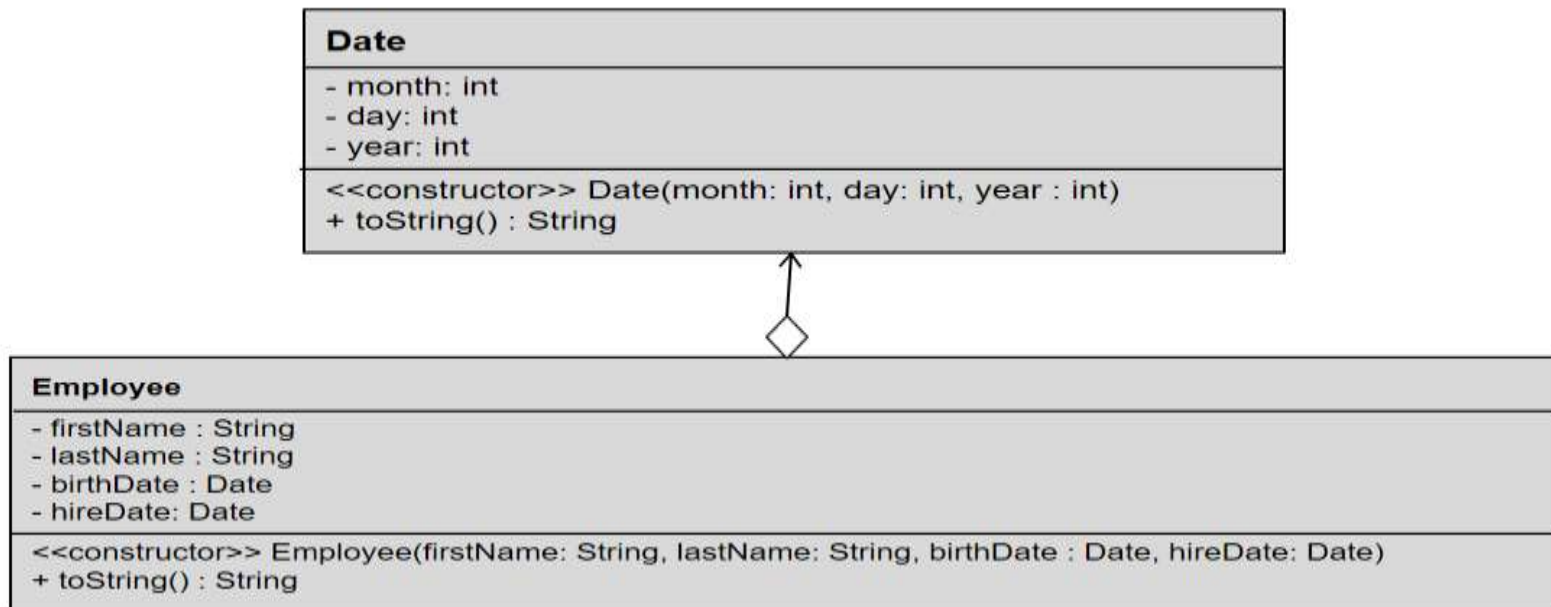 Date
- month: int
- day: int
- year: int
<<constructor>> Date(month: int, day: int, year : int)
+ toString() : String
Employee
- firstName : String
- lastName : String
- birthDate : Date
- hireDate: Date
<<constructor>> Employee(firstName: String, lastName: String, birthDate : Date, hireDate: Date)
+ toString() : String